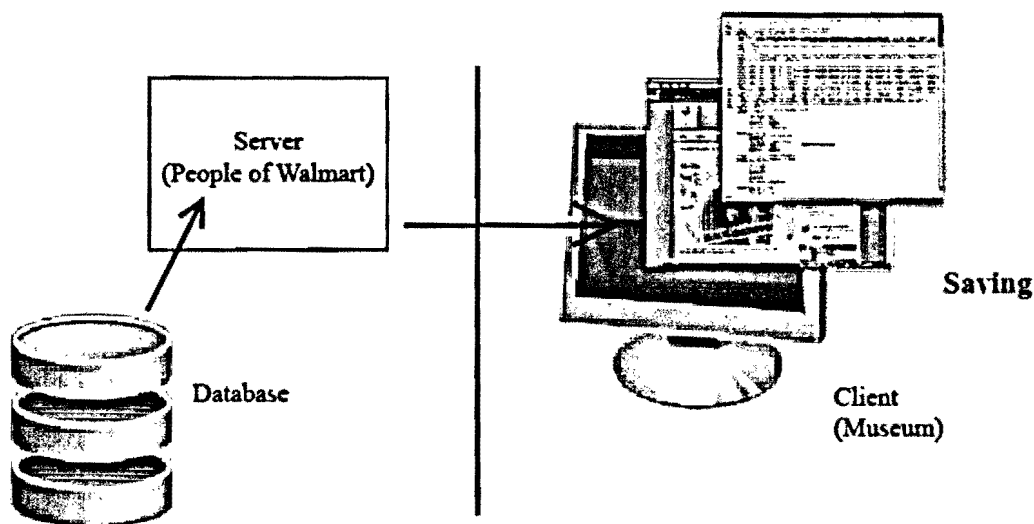 Server
(People of Walmart)
Saving
Database
Client
(Museum)